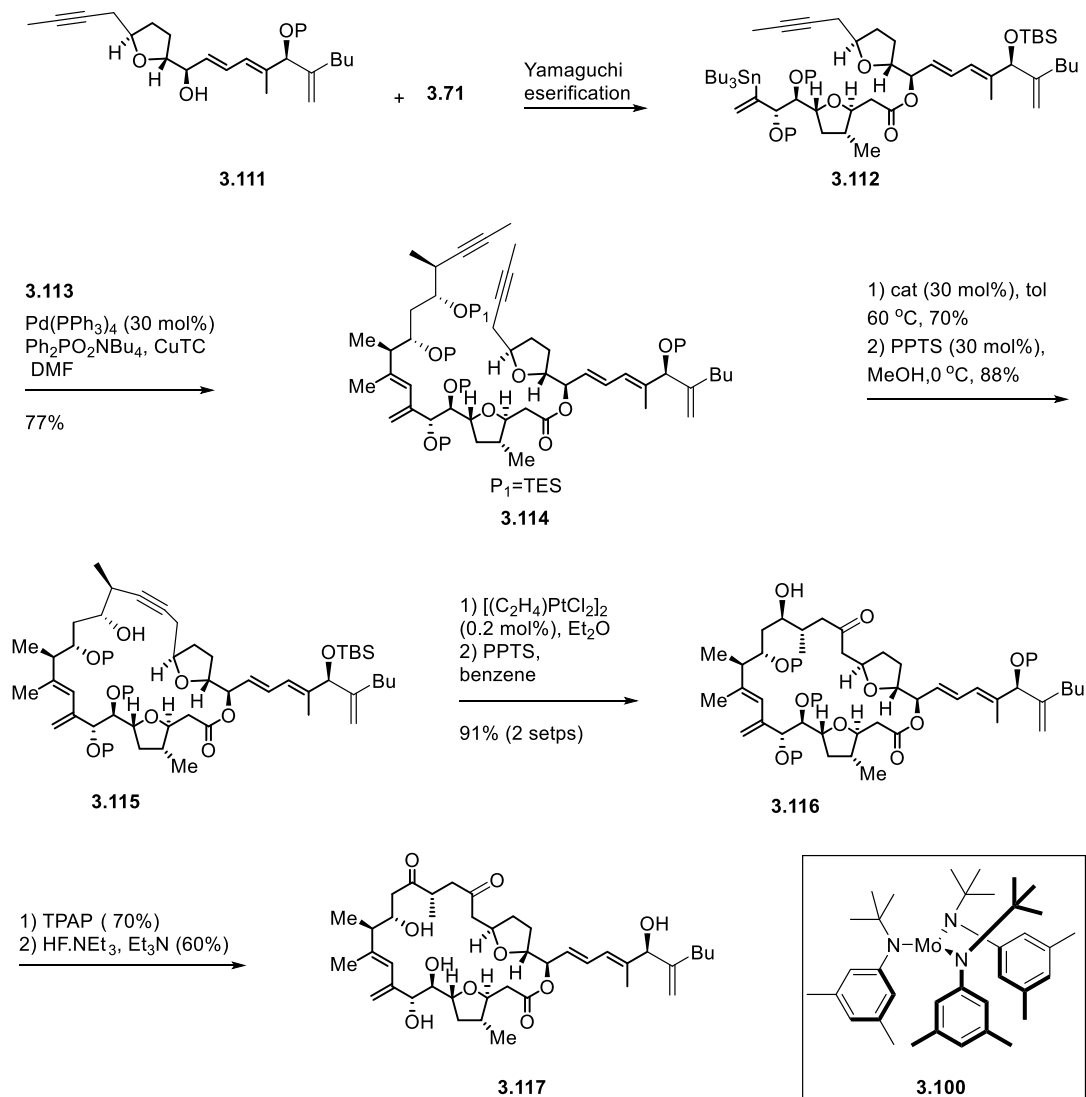 OP
H
O
H
OH
Bu
+ 3.71
Yamaguchi
eserification
3.111
OTBS
H
O
H
Bu
Bu3Sn
OP
H
O
H
O
O
OP
Me
3.112
3.113
Pd(PPh3)4 (30 mol%)
Ph2PO2NBu4, CuTC
DMF
77%
OP1
Me
OP
H
O
H
OP
Bu
Me
OP
H
O
H
O
O
OP
Me
P1=TES
3.114
1) cat (30 mol%), tol
60 oC, 70%
2) PPTS (30 mol%),
MeOH,0 oC, 88%
OH
Me
OP
H
O
H
OTBS
Bu
Me
OP
H
O
H
O
O
OP
Me
3.115
1) [(C2H4)PtCl2]2
(0.2 mol%), Et2O
2) PPTS,
benzene
91% (2 setps)
OH
O
Me
OP
H
O
H
OP
Bu
Me
OP
H
O
H
O
O
OP
Me
3.116
1) TPAP ( 70%)
2) HF.NEt3, Et3N (60%)
O
O
Me
OH
H
O
H
OH
Bu
Me
OH
H
O
H
O
O
OH
Me
3.117
N
N
Mo
N
3.100